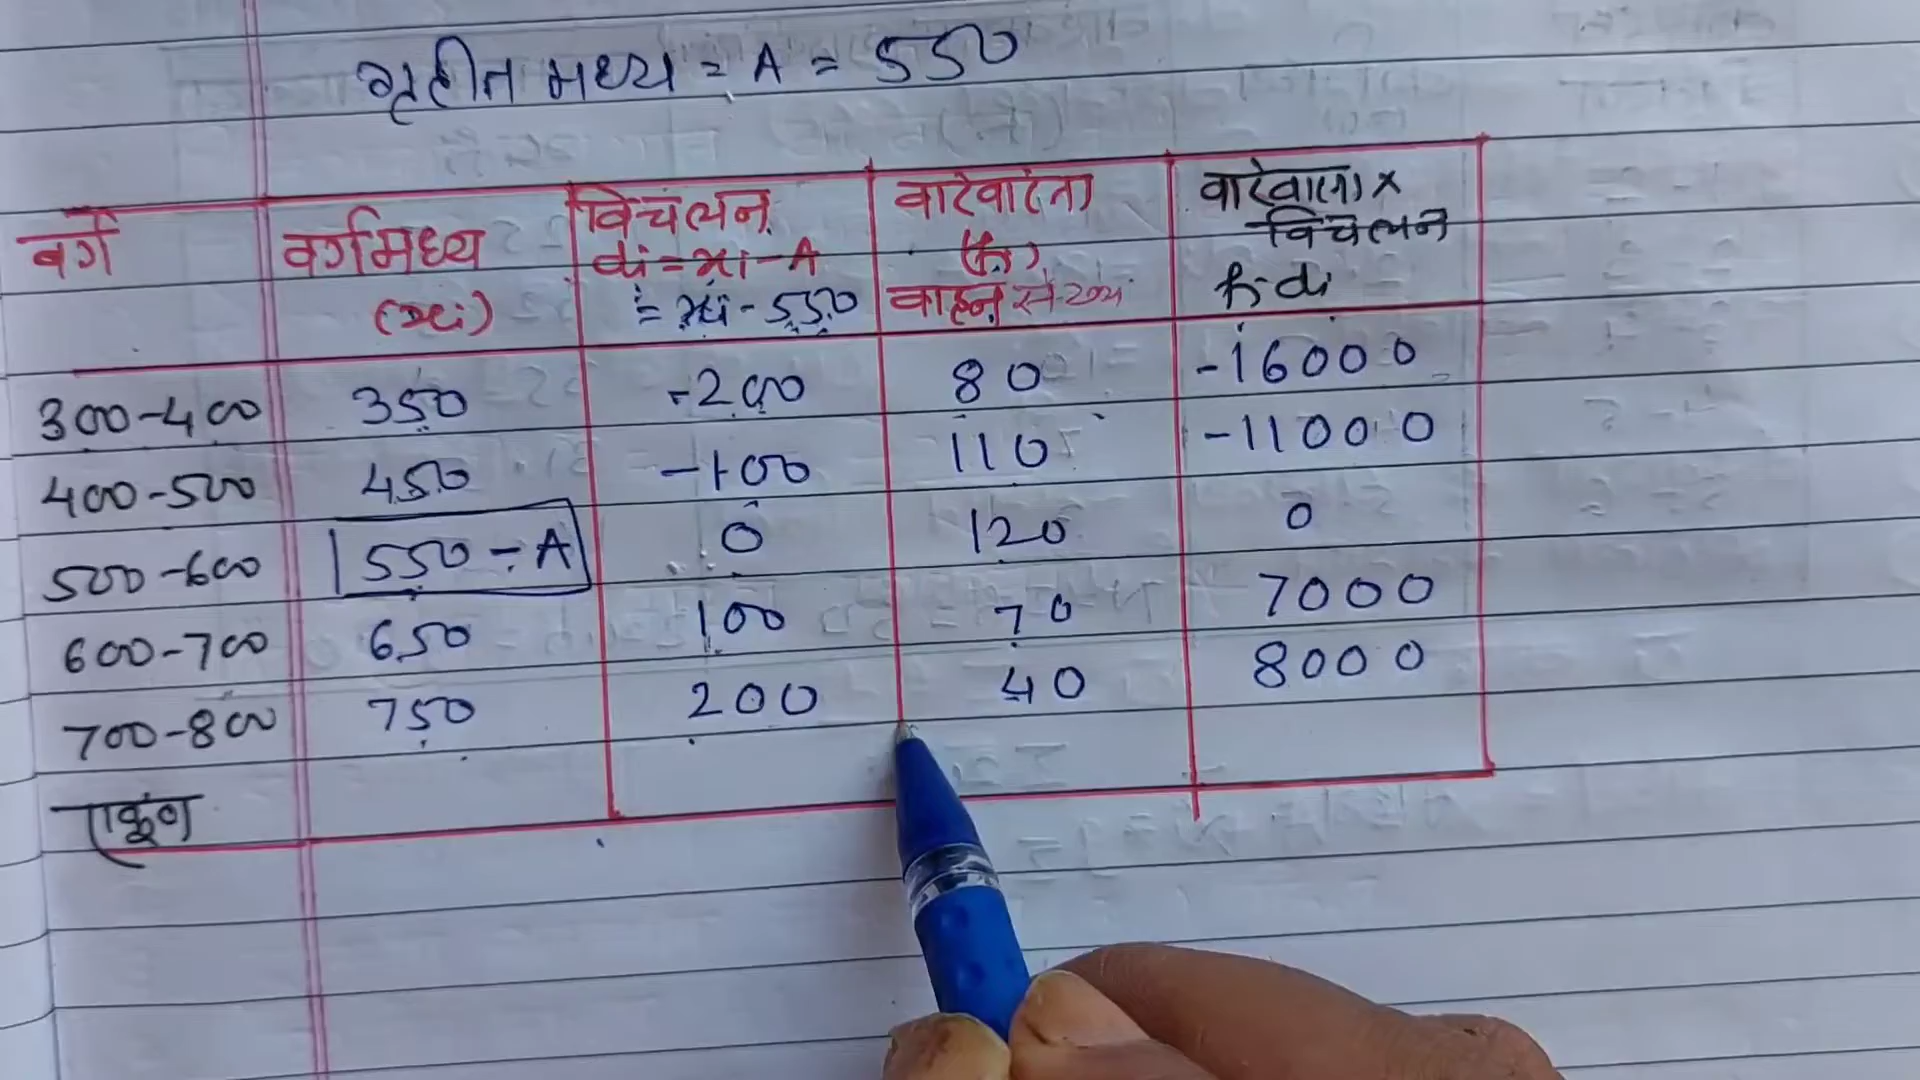 गृहीत मध्य = A = 550
वर्ग वर्गमध्य (xi) विचलन di = xi - A = xi - 550 वारंवारता (fi) वाहन संख्या वारंवारता × विचलन fi·di
300-400 350 -200 80 -16000
400-500 450 -100 110 -11000
500-600 550 - A 0 120 0
600-700 650 100 70 7000
700-800 750 200 40 8000
एकूण